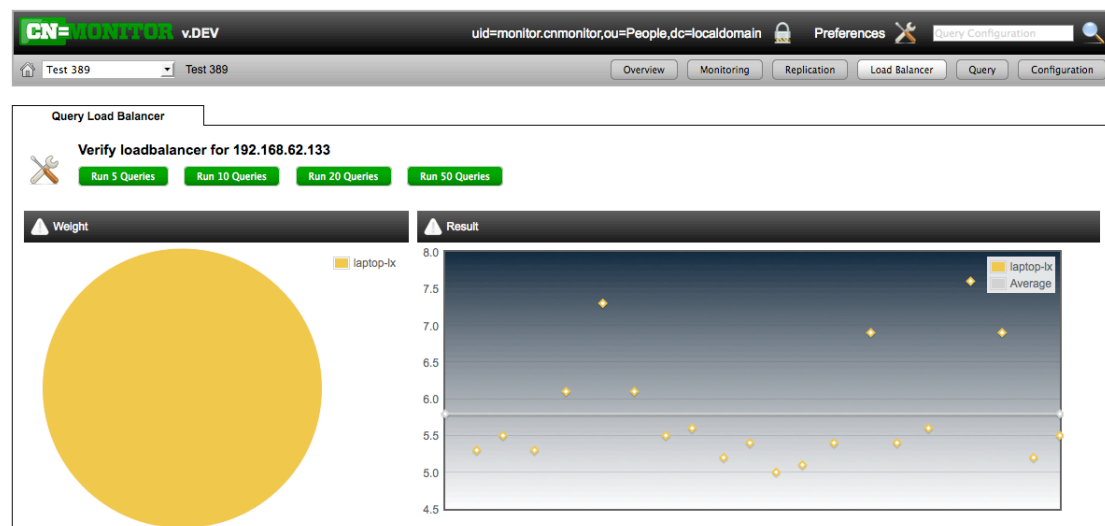 CN=MONITOR v.DEV uid=monitor.cnmonitor,ou=People,dc=localdomain Preferences Query Configuration
Test 389 Test 389 Overview Monitoring Replication Load Balancer Query Configuration
Query Load Balancer
Verify loadbalancer for 192.168.62.133
Run 5 Queries Run 10 Queries Run 20 Queries Run 50 Queries
Weight
laptop-lx
Result
8.0
7.5
7.0
6.5
6.0
5.5
5.0
4.5
laptop-lx
Average